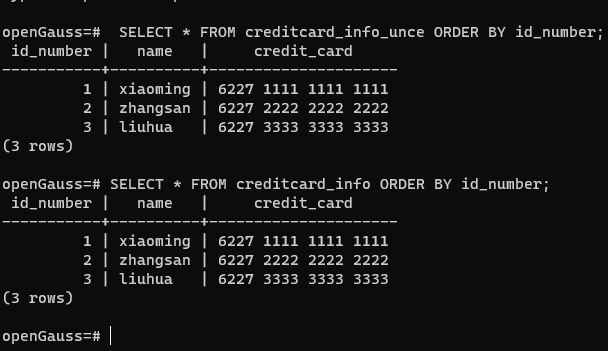 openGauss=#  SELECT * FROM creditcard_info_unce ORDER BY id_number;
 id_number |   name   |     credit_card
-----------+----------+---------------------
         1 | xiaoming | 6227 1111 1111 1111
         2 | zhangsan | 6227 2222 2222 2222
         3 | liuhua   | 6227 3333 3333 3333
(3 rows)
openGauss=# SELECT * FROM creditcard_info ORDER BY id_number;
 id_number |   name   |     credit_card
-----------+----------+---------------------
         1 | xiaoming | 6227 1111 1111 1111
         2 | zhangsan | 6227 2222 2222 2222
         3 | liuhua   | 6227 3333 3333 3333
(3 rows)
openGauss=#